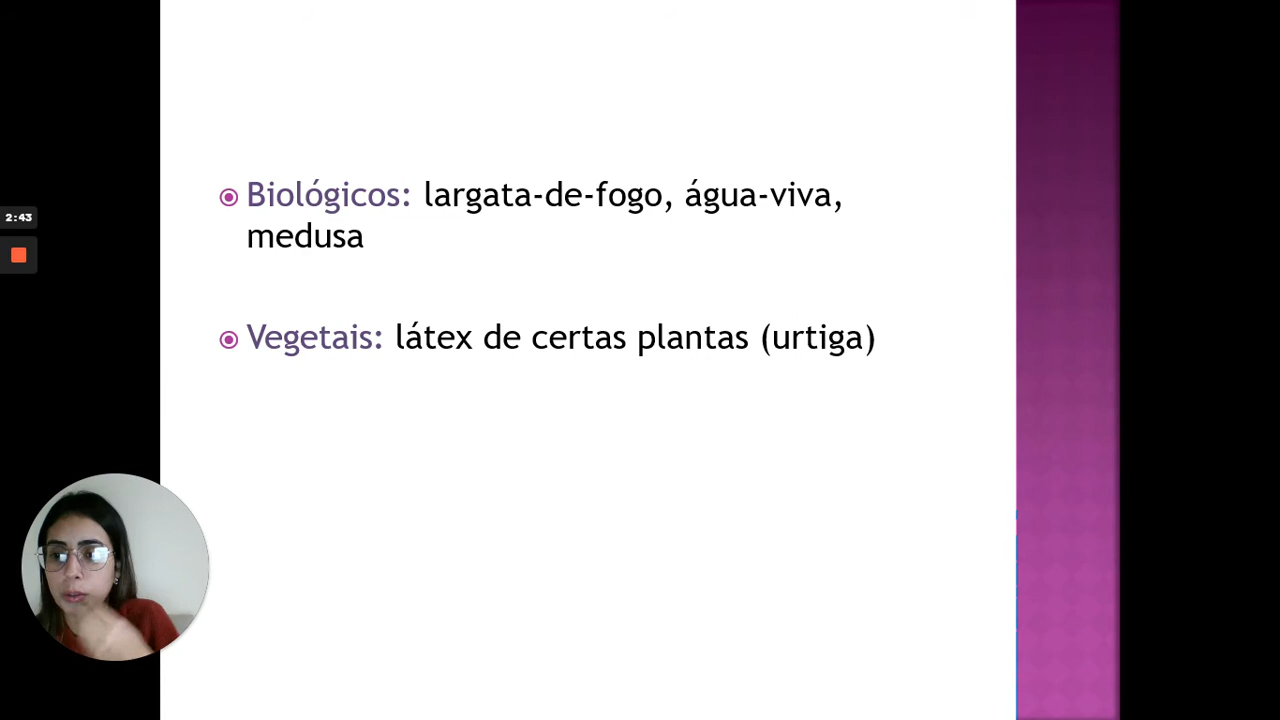 Biológicos: largata-de-fogo, água-viva,
medusa
2:43
Vegetais: látex de certas plantas (urtiga)